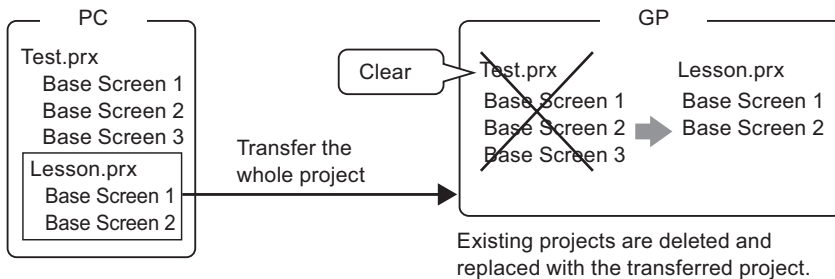 PC
Test.prx
Base Screen 1
Base Screen 2
Base Screen 3
Lesson.prx
Base Screen 1
Base Screen 2
Transfer the
whole project
GP
Clear
Test.prx
Base Screen 1
Base Screen 2
Base Screen 3
Lesson.prx
Base Screen 1
Base Screen 2
Existing projects are deleted and
replaced with the transferred project.